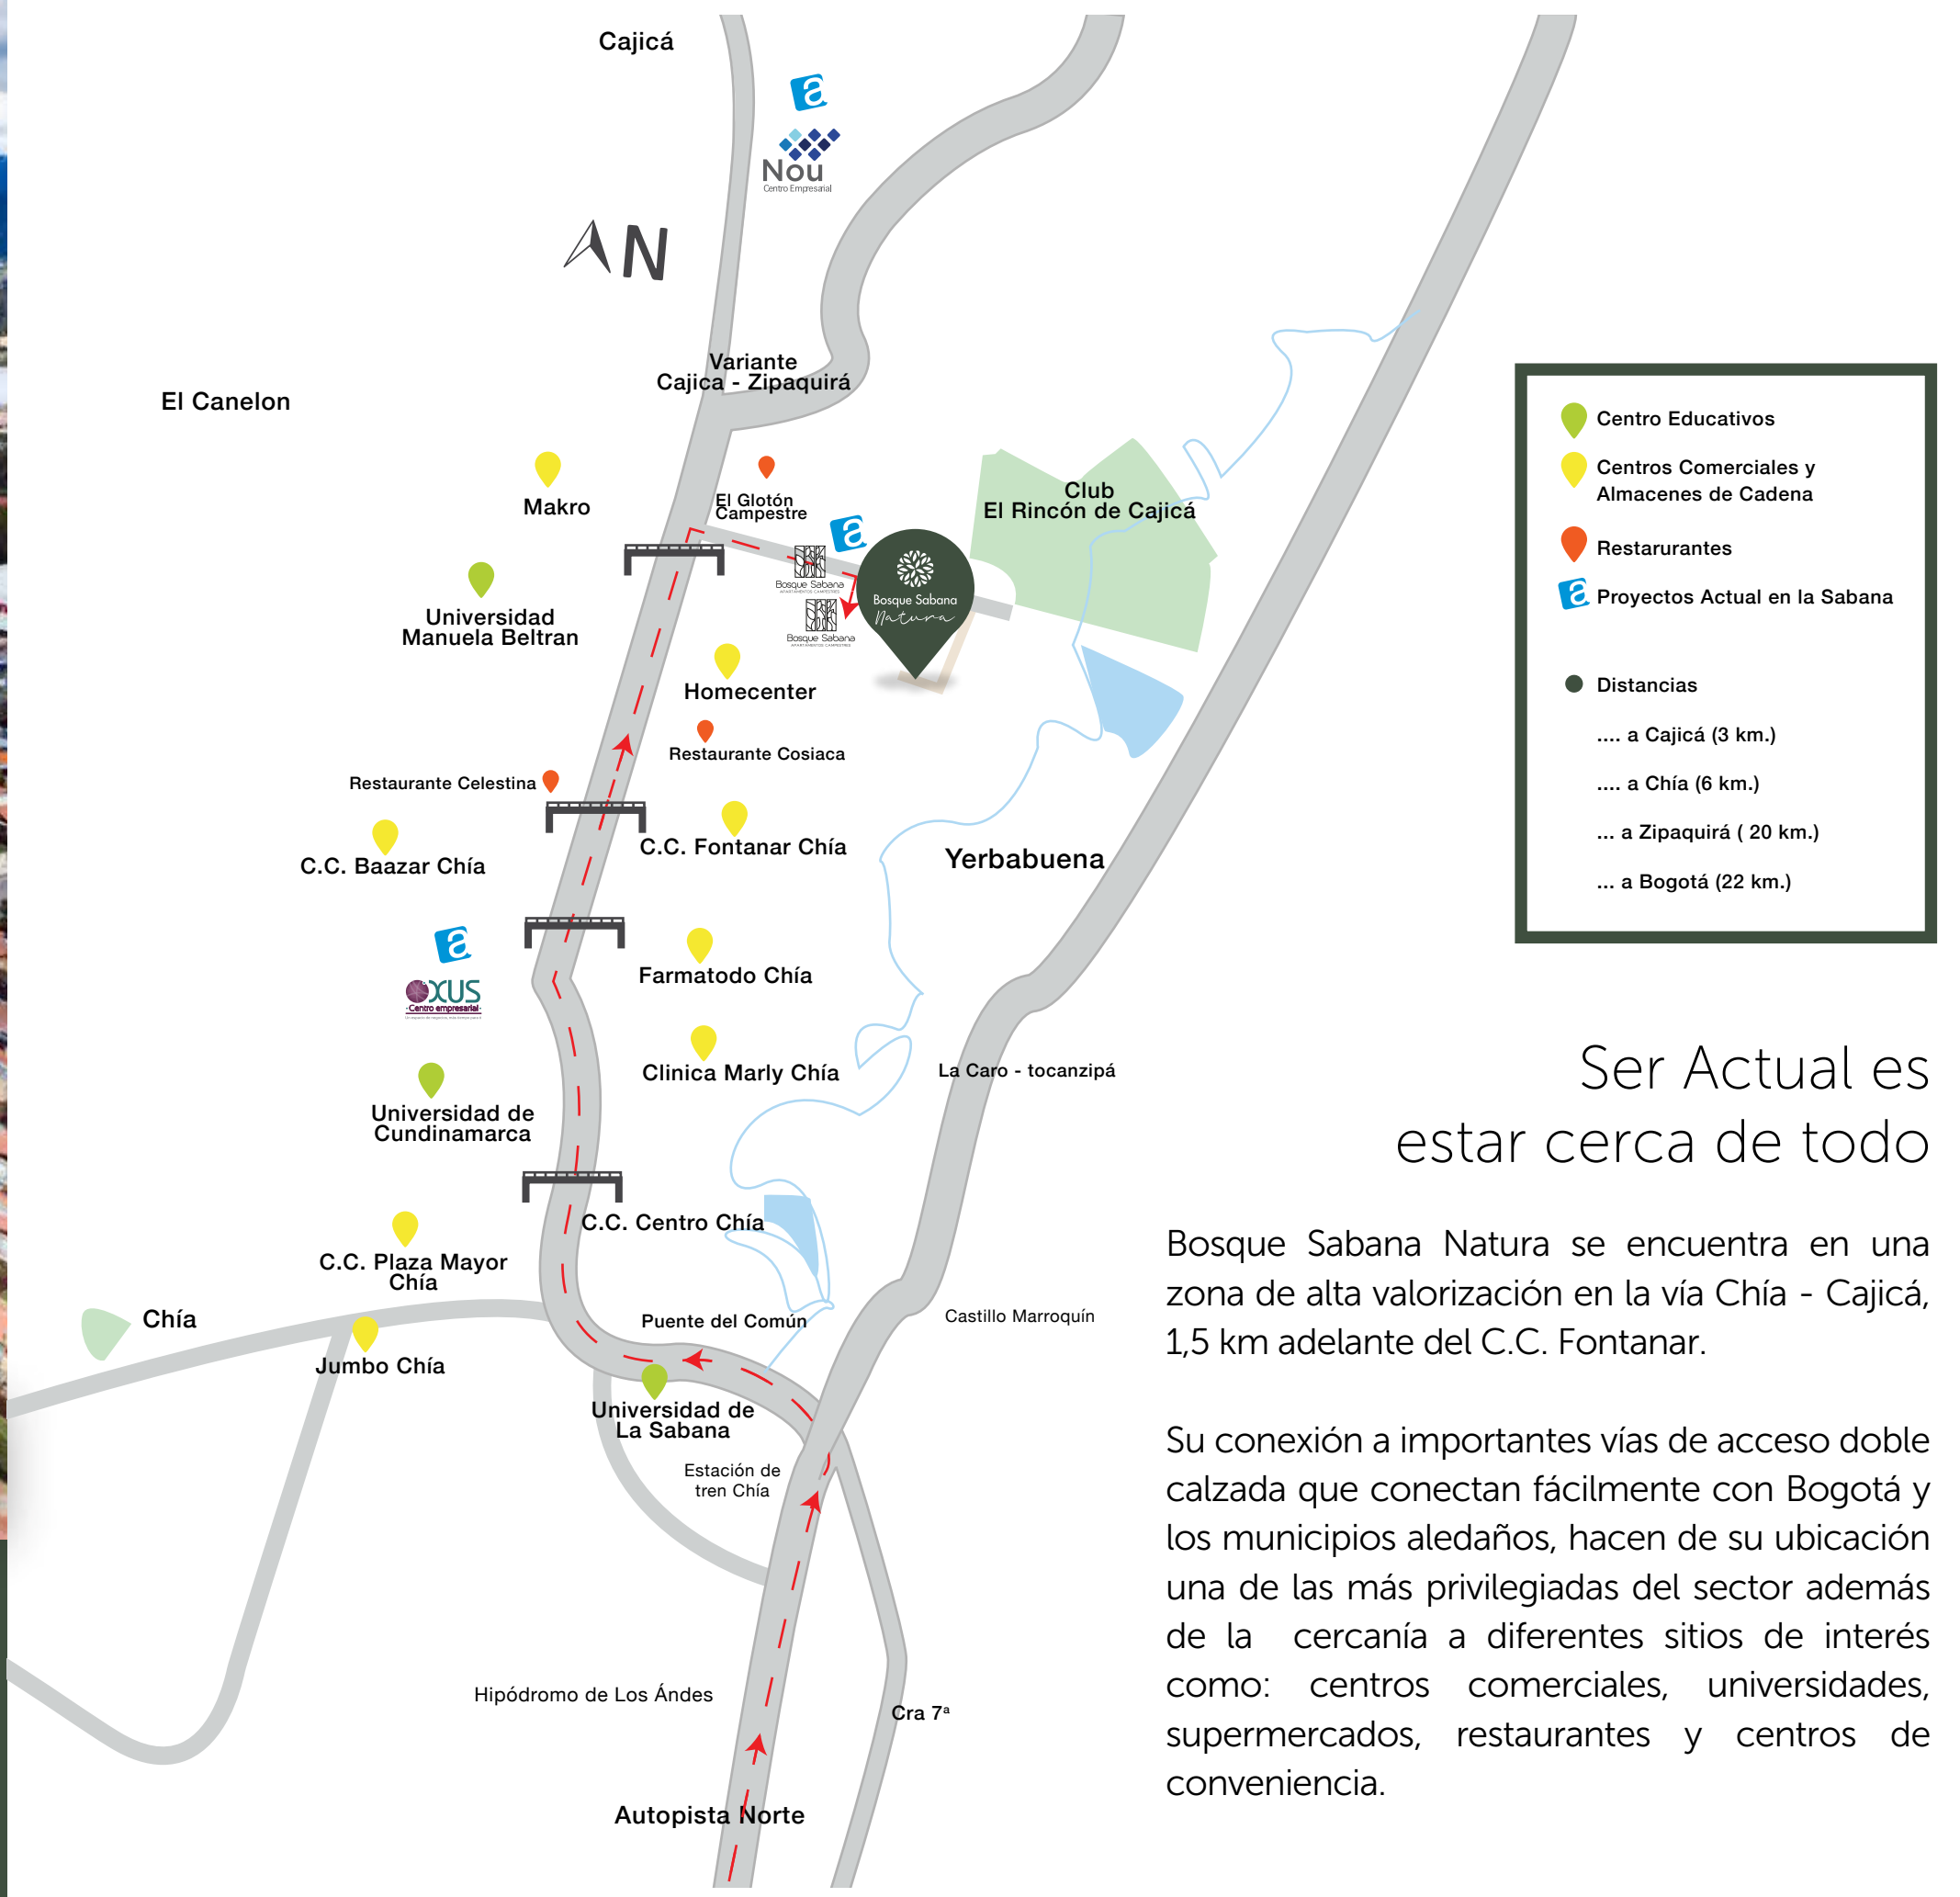 Cajicá
a
Nou
Centro Empresarial
N
Variante
Cajica - Zipaquirá
El Canelon
Makro
El Glotón
Campestre
a
Club
El Rincón de Cajicá
Bosque Sabana
APARTAMENTOS CAMPESTRES
Bosque Sabana
Natura
Bosque Sabana
APARTAMENTOS CAMPESTRES
Universidad
Manuela Beltran
Homecenter
Restaurante Cosiaca
Restaurante Celestina
C.C. Baazar Chía
C.C. Fontanar Chía
Yerbabuena
a
OXUS
-Centro empresarial-
Farmatodo Chía
Clinica Marly Chía
La Caro - tocanzipá
Universidad de
Cundinamarca
C.C. Centro Chía
C.C. Plaza Mayor
Chía
Chía
Puente del Común
Castillo Marroquín
Jumbo Chía
Universidad de
La Sabana
Estación de
tren Chía
Hipódromo de Los Ándes
Cra 7ª
Autopista Norte
Centro Educativos
Centros Comerciales y
Almacenes de Cadena
Restarurantes
a Proyectos Actual en la Sabana
Distancias
.... a Cajicá (3 km.)
.... a Chía (6 km.)
... a Zipaquirá ( 20 km.)
... a Bogotá (22 km.)
Ser Actual es
estar cerca de todo
Bosque Sabana Natura se encuentra en una
zona de alta valorización en la vía Chía - Cajicá,
1,5 km adelante del C.C. Fontanar.
Su conexión a importantes vías de acceso doble
calzada que conectan fácilmente con Bogotá y
los municipios aledaños, hacen de su ubicación
una de las más privilegiadas del sector además
de la cercanía a diferentes sitios de interés
como: centros comerciales, universidades,
supermercados, restaurantes y centros de
conveniencia.